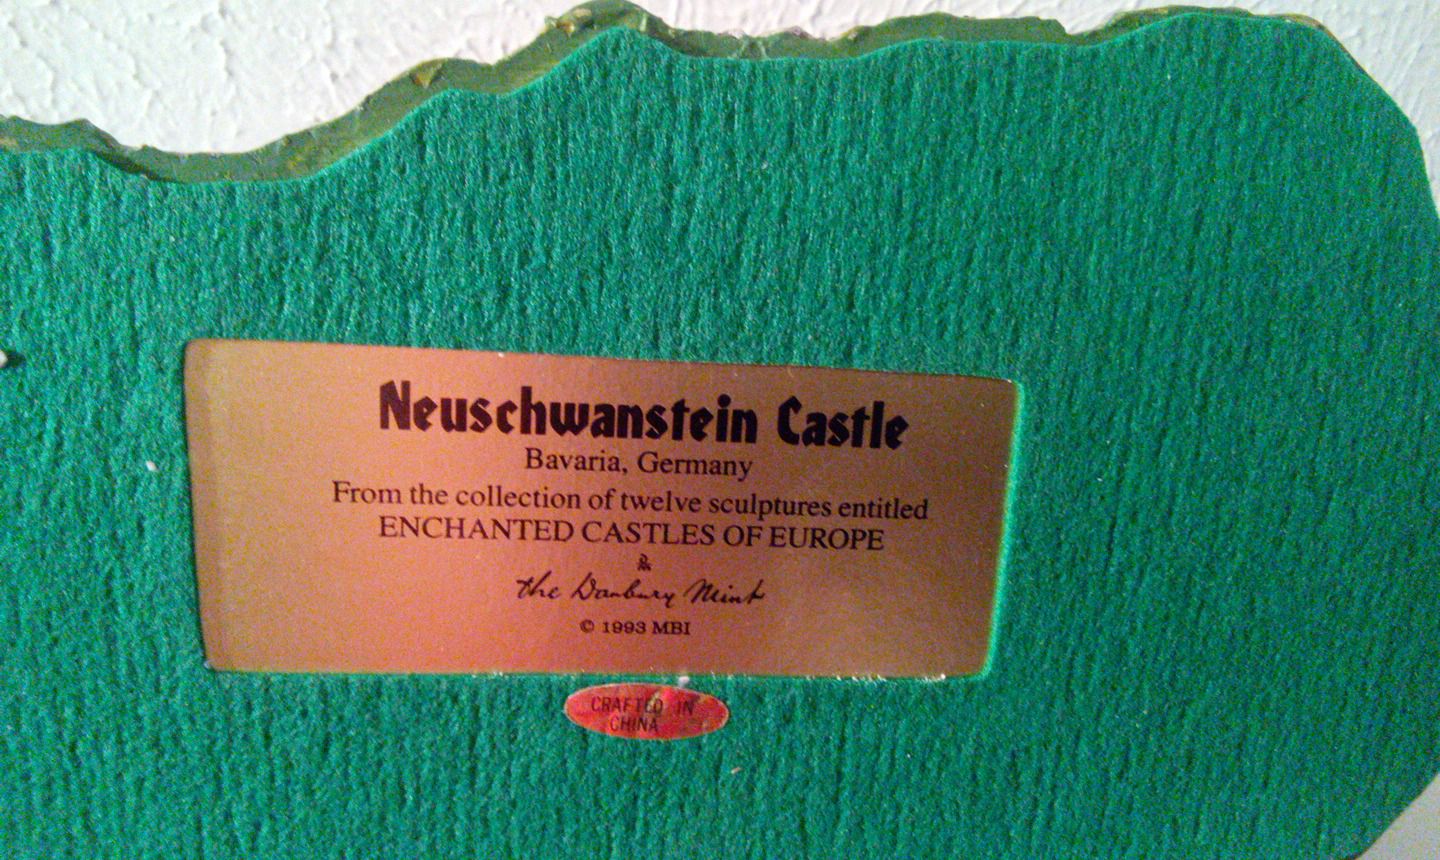 Neuschwanstein Castle
Bavaria, Germany
From the collection of twelve sculptures entitled
ENCHANTED CASTLES OF EUROPE
the Danbury Mint
© 1993 MBI
CRAFTED IN
CHINA